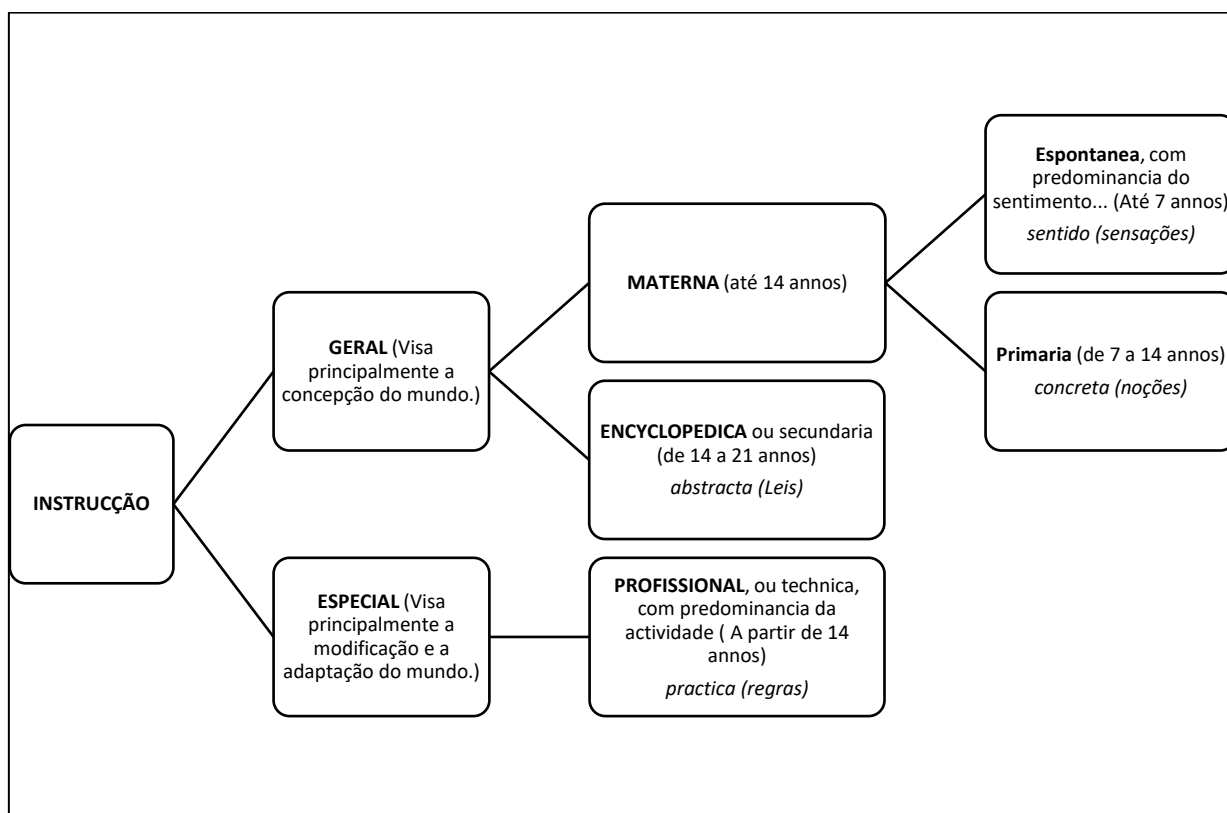 INSTRUCÇÃO
GERAL (Visa
principalmente a
concepção do mundo.)
MATERNA (até 14 annos)
Espontanea, com
predominancia do
sentimento... (Até 7 annos)
sentido (sensações)
Primaria (de 7 a 14 annos)
concreta (noções)
ENCYCLOPEDICA ou secundaria
(de 14 a 21 annos)
abstracta (Leis)
ESPECIAL (Visa
principalmente a
modificação e a
adaptação do mundo.)
PROFISSIONAL, ou technica,
com predominancia da
actividade ( A partir de 14
annos)
practica (regras)